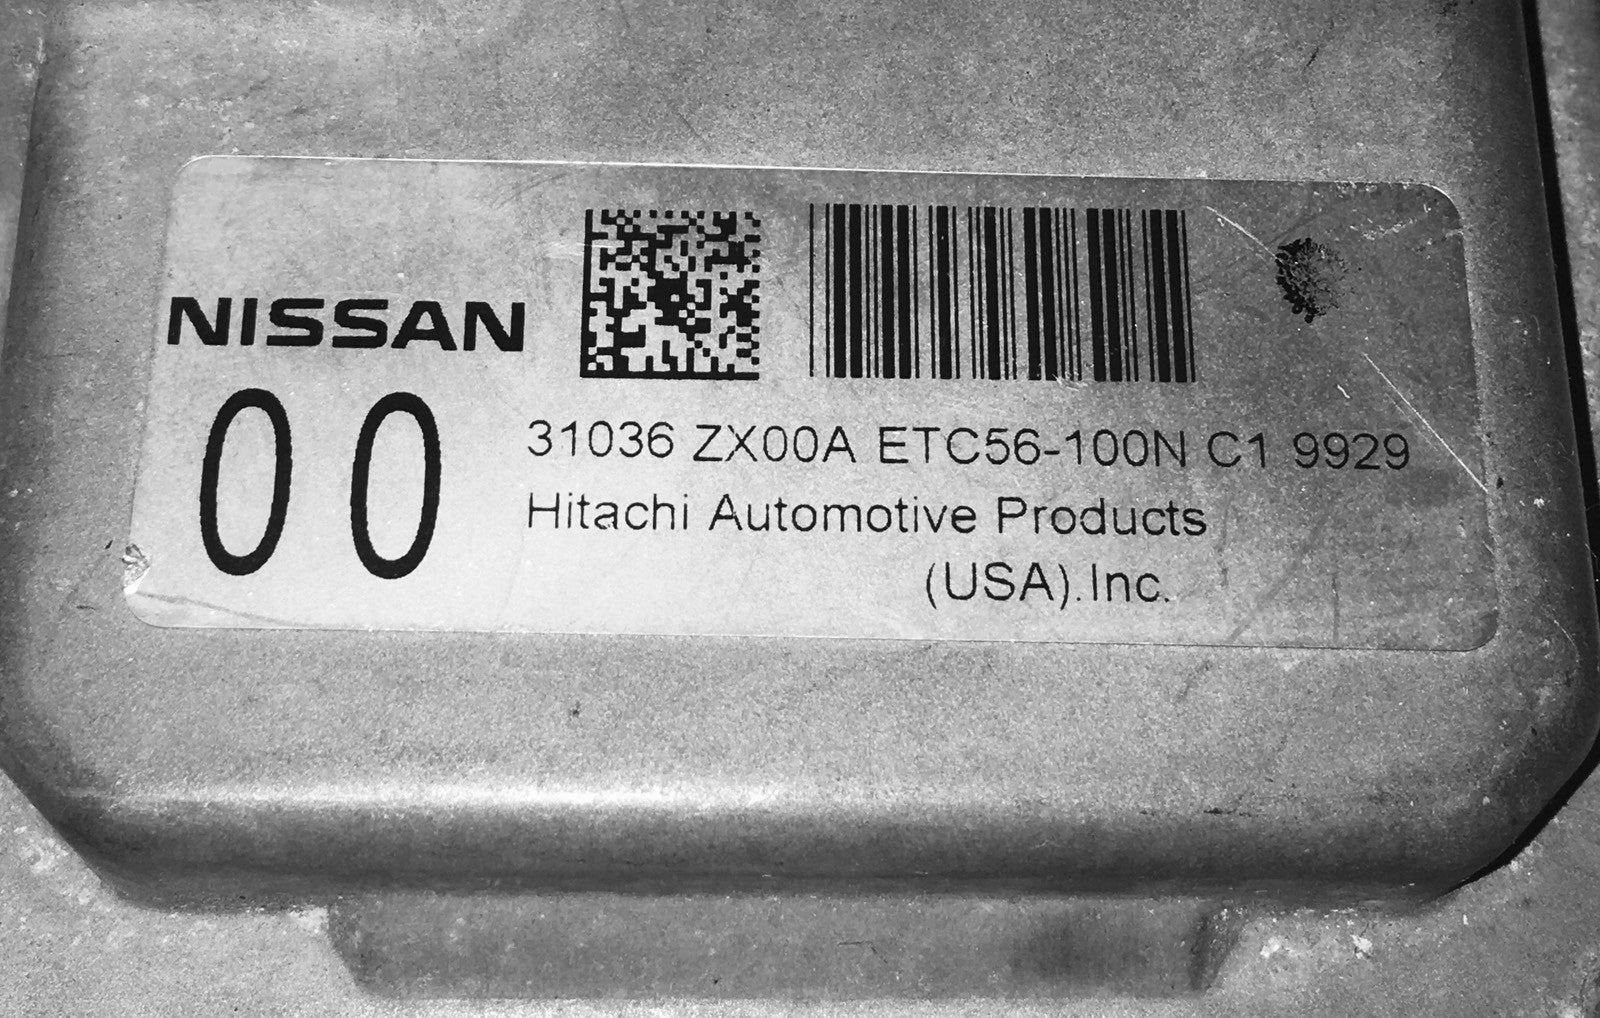 NISSAN
00
31036 ZX00A ETC56-100N C1 9929
Hitachi Automotive Products
(USA).Inc.